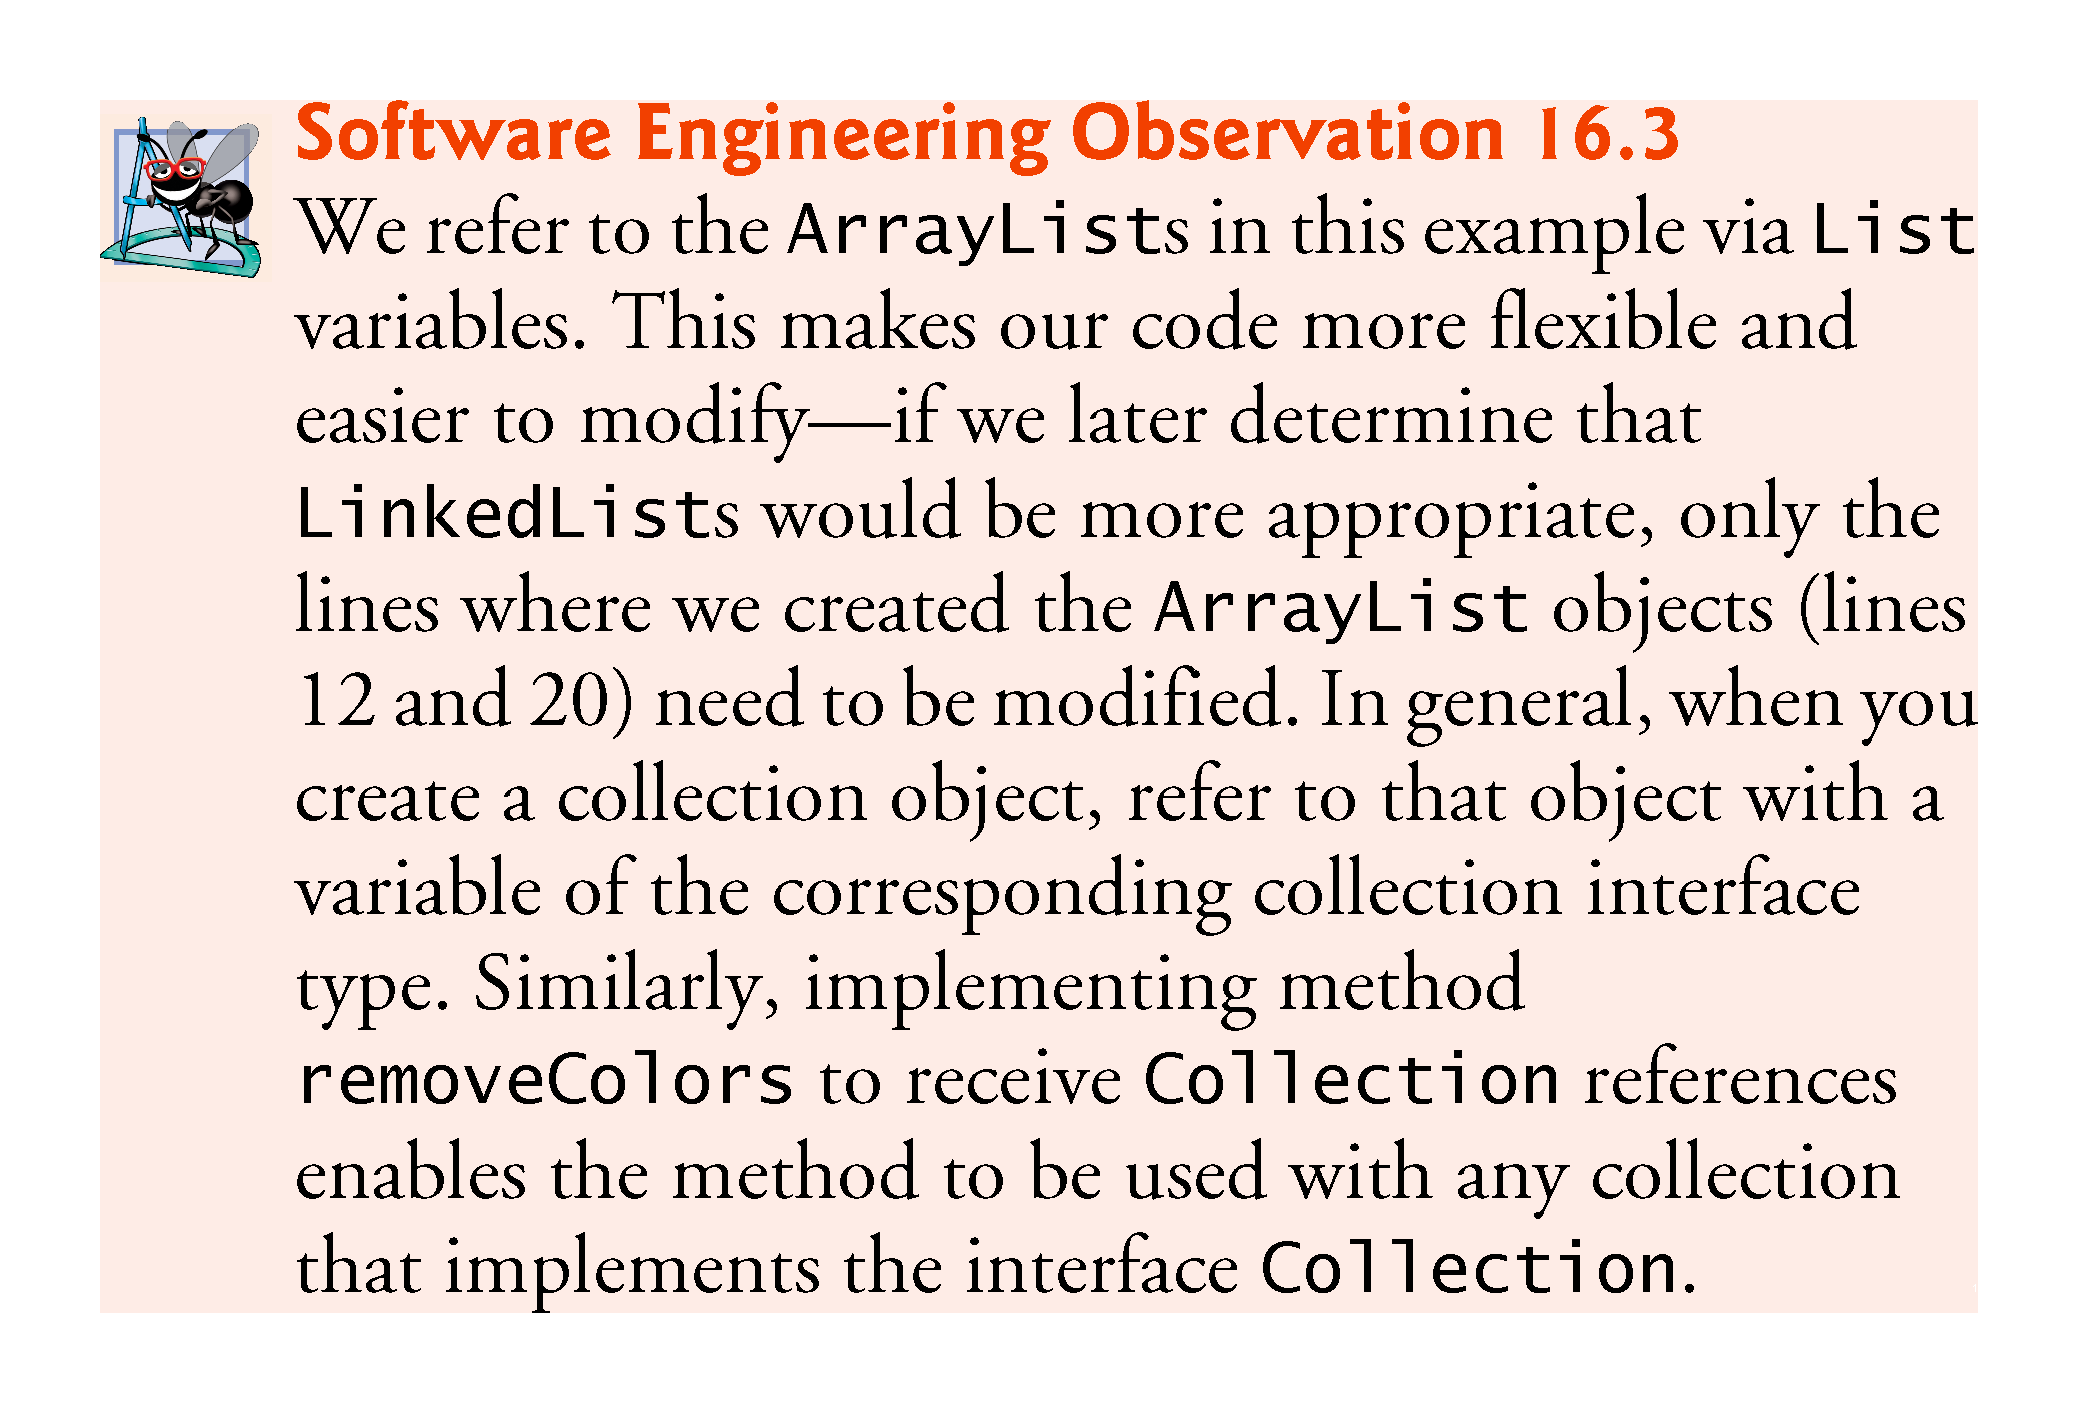 Software Engineering Observation 16.3
We refer to the ArrayLists in this example via List
variables. This makes our code more flexible and
easier to modify—if we later determine that
LinkedLists would be more appropriate, only the
lines where we created the ArrayList objects (lines
12 and 20) need to be modified. In general, when you
create a collection object, refer to that object with a
variable of the corresponding collection interface
type. Similarly, implementing method
removeColors to receive Collection references
enables the method to be used with any collection
that implements the interface Collection.